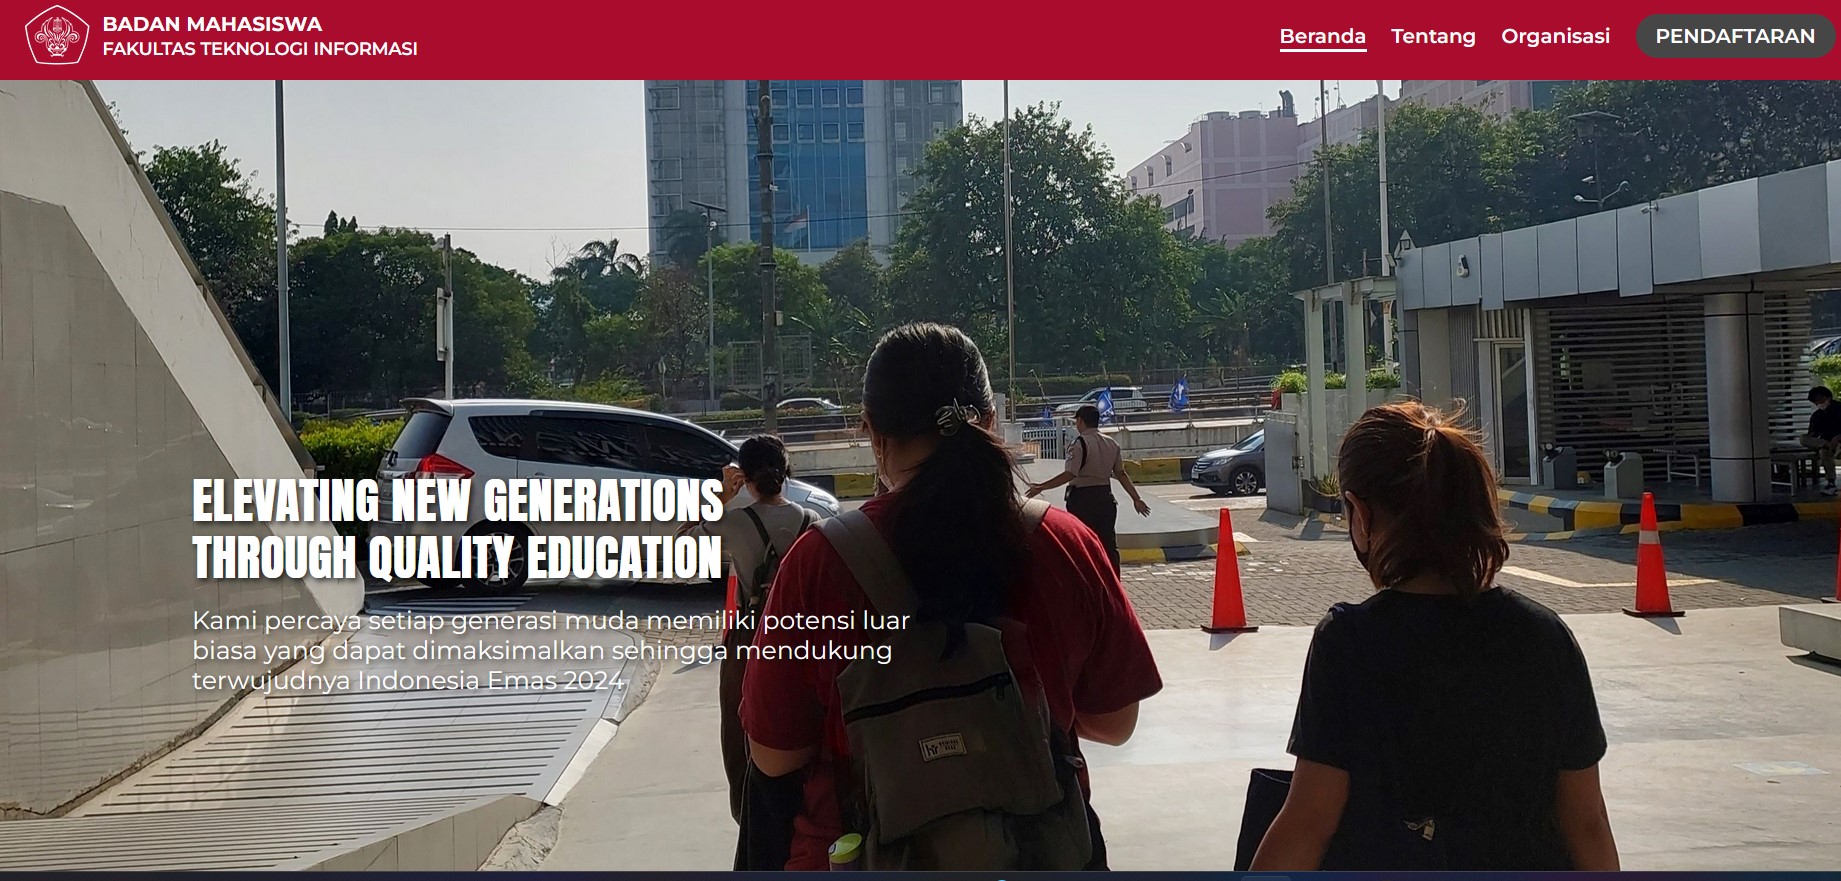 BADAN MAHASISWA
FAKULTAS TEKNOLOGI INFORMASI
Beranda Tentang Organisasi PENDAFTARAN
ELEVATING NEW GENERATIONS
THROUGH QUALITY EDUCATION
Kami percaya setiap generasi muda memiliki potensi luar
biasa yang dapat dimaksimalkan sehingga mendukung
terwujudnya Indonesia Emas 2024